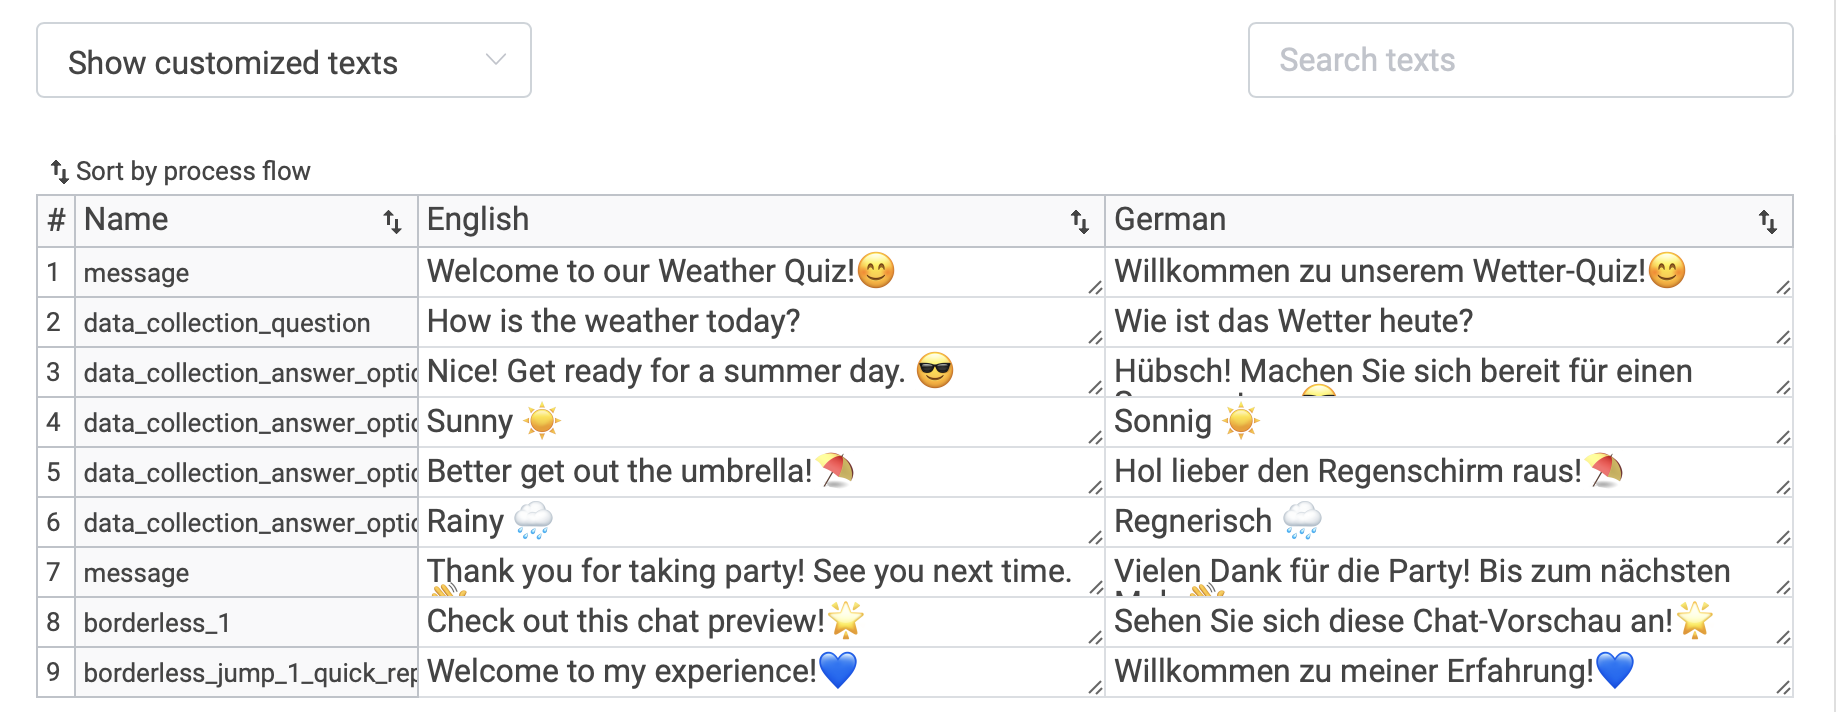 Show customized texts
Search texts
Sort by process flow
# Name English German
1 message Welcome to our Weather Quiz!😊 Willkommen zu unserem Wetter-Quiz!😊
2 data_collection_question How is the weather today? Wie ist das Wetter heute?
3 data_collection_answer_optic Nice! Get ready for a summer day. 😎 Hübsch! Machen Sie sich bereit für einen
4 data_collection_answer_optic Sunny ☀️ Sonnig ☀️
5 data_collection_answer_optic Better get out the umbrella!⛱️ Hol lieber den Regenschirm raus!⛱️
6 data_collection_answer_optic Rainy 🌧️ Regnerisch 🌧️
7 message Thank you for taking party! See you next time. 👋 Vielen Dank für die Party! Bis zum nächsten
8 borderless_1 Check out this chat preview!🌟 Sehen Sie sich diese Chat-Vorschau an!🌟
9 borderless_jump_1_quick_rep Welcome to my experience!💙 Willkommen zu meiner Erfahrung!💙